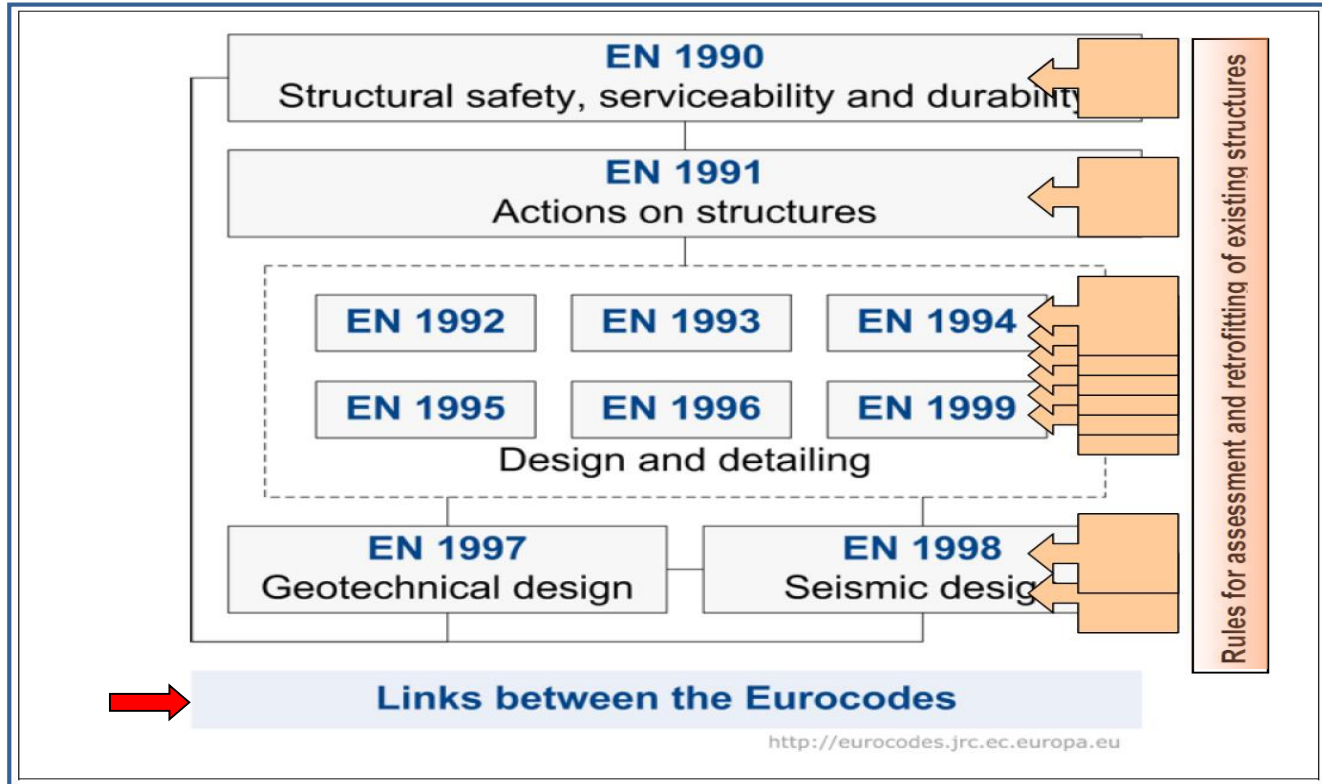 EN 1990
Structural safety, serviceability and durability
EN 1991
Actions on structures
EN 1992
EN 1993
EN 1994
EN 1995
EN 1996
EN 1999
Design and detailing
EN 1997
Geotechnical design
EN 1998
Seismic desig
Links between the Eurocodes
http://eurocodes.jrc.ec.europa.eu
Rules for assessment and retrofitting of existing structures